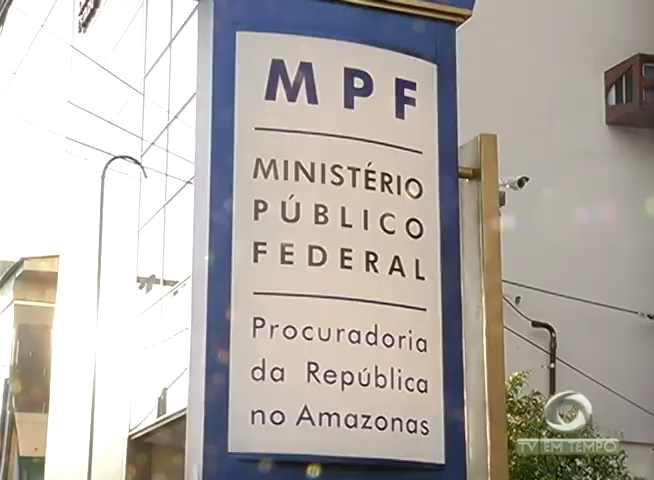 MPF
MINISTÉRIO
PÚBLICO
FEDERAL
Procuradoria
da República
no Amazonas
TV EM TEMPO